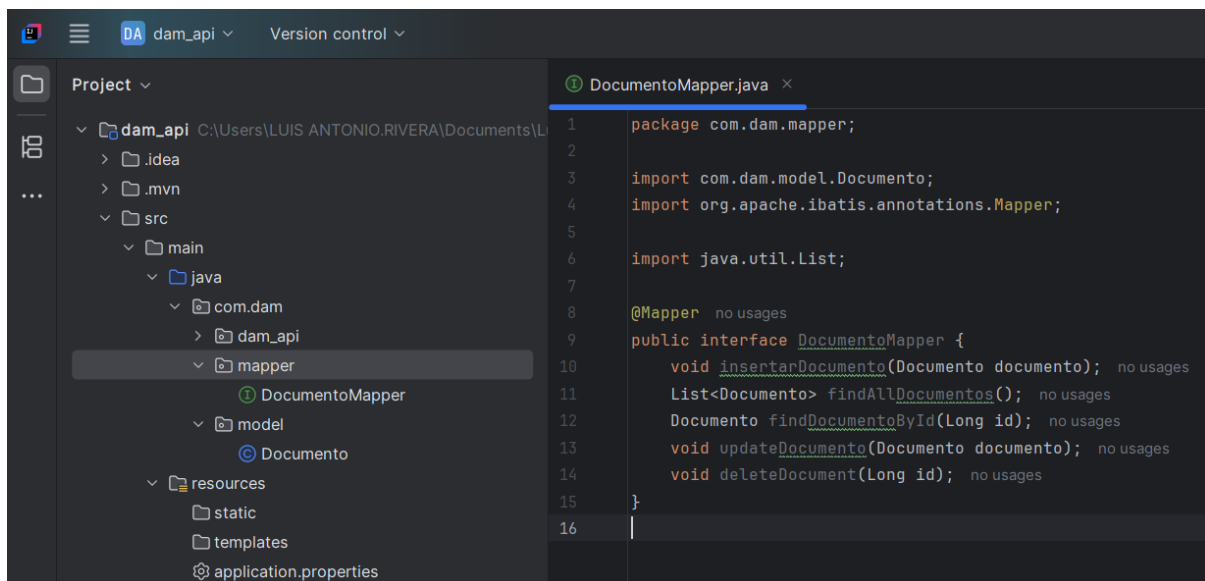 DA dam_api Version control
Project
dam_api C:\Users\LUIS ANTONIO.RIVERA\Documents\L
.idea
.mvn
src
main
java
com.dam
dam_api
mapper
DocumentoMapper
model
Documento
resources
static
templates
application.properties
DocumentoMapper.java
1 package com.dam.mapper;
2
3 import com.dam.model.Documento;
4 import org.apache.ibatis.annotations.Mapper;
5
6 import java.util.List;
7
8 @Mapper no usages
9 public interface DocumentoMapper {
10 void insertarDocumento(Documento documento); no usages
11 List<Documento> findAllDocumentos(); no usages
12 Documento findDocumentoById(Long id); no usages
13 void updateDocumento(Documento documento); no usages
14 void deleteDocument(Long id); no usages
15 }
16